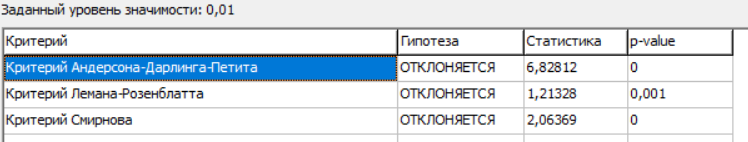 Заданный уровень значимости: 0,01
Критерий Гипотеза Статистика p-value
Критерий Андерсона-Дарлинга-Петита ОТКЛОНЯЕТСЯ 6,82812 0
Критерий Лемана-Розенблатта ОТКЛОНЯЕТСЯ 1,21328 0,001
Критерий Смирнова ОТКЛОНЯЕТСЯ 2,06369 0